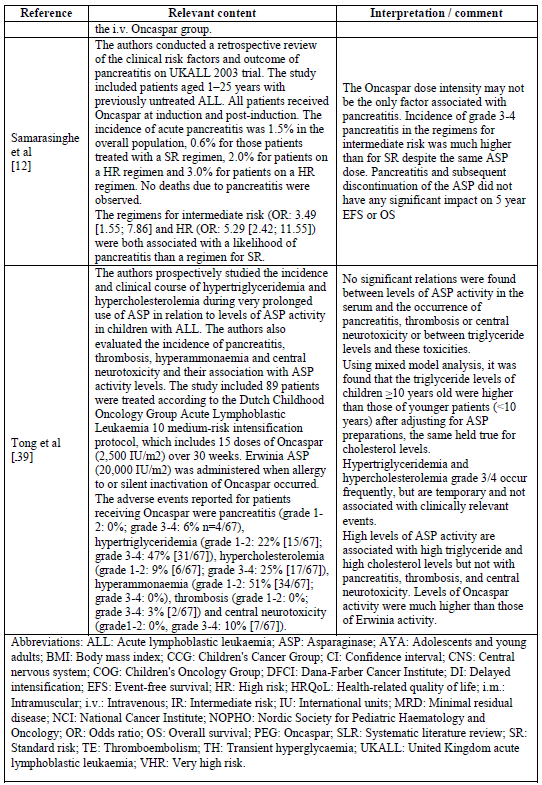 Reference
Relevant content
Interpretation / comment
the i.v. Oncaspar group.
Samarasinghe
et al
[12]
The authors conducted a retrospective review
of the clinical risk factors and outcome of
pancreatitis on UKALL 2003 trial. The study
included patients aged 1–25 years with
previously untreated ALL. All patients received
Oncaspar at induction and post-induction. The
incidence of acute pancreatitis was 1.5% in the
overall population, 0.6% for those patients
treated with a SR regimen, 2.0% for patients on
a HR regimen and 3.0% for patients on a HR
regimen. No deaths due to pancreatitis were
observed.
The regimens for intermediate risk (OR: 3.49
[1.55; 7.86] and HR (OR: 5.29 [2.42; 11.55])
were both associated with a likelihood of
pancreatitis than a regimen for SR.
The Oncaspar dose intensity may not
be the only factor associated with
pancreatitis. Incidence of grade 3-4
pancreatitis in the regimens for
intermediate risk was much higher
than for SR despite the same ASP
dose. Pancreatitis and subsequent
discontinuation of the ASP did not
have any significant impact on 5 year
EFS or OS
Tong et al
[39]
The authors prospectively studied the incidence
and clinical course of hypertriglyceridemia and
hypercholesterolemia during very prolonged
use of ASP in relation to levels of ASP activity
in children with ALL. The authors also
evaluated the incidence of pancreatitis,
thrombosis, hyperammonaemia and central
neurotoxicity and their association with ASP
activity levels. The study included 89 patients
were treated according to the Dutch Childhood
Oncology Group Acute Lymphoblastic
Leukaemia 10 medium-risk intensification
protocol, which includes 15 doses of Oncaspar
(2,500 IU/m2) over 30 weeks. Erwinia ASP
(20,000 IU/m2) was administered when allergy
to or silent inactivation of Oncaspar occurred.
The adverse events reported for patients
receiving Oncaspar were pancreatitis (grade 1-
2: 0%; grade 3-4: 6% n=4/67),
hypertriglyceridemia (grade 1-2: 22% [15/67];
grade 3-4: 47% [31/67]), hypercholesterolemia
(grade 1-2: 9% [6/67]; grade 3-4: 25% [17/67]),
hyperammonaemia (grade 1-2: 51% [34/67];
grade 3-4: 0%), thrombosis (grade 1-2: 0%;
grade 3-4: 3% [2/67]) and central neurotoxicity
(grade1-2: 0%, grade 3-4: 10% [7/67]).
No significant relations were found
between levels of ASP activity in the
serum and the occurrence of
pancreatitis, thrombosis or central
neurotoxicity or between triglyceride
levels and these toxicities.
Using mixed model analysis, it was
found that the triglyceride levels of
children ≥10 years old were higher
than those of younger patients (<10
years) after adjusting for ASP
preparations, the same held true for
cholesterol levels.
Hypertriglyceridemia and
hypercholesterolemia grade 3/4 occur
frequently, but are temporary and not
associated with clinically relevant
events.
High levels of ASP activity are
associated with high triglyceride and
high cholesterol levels but not with
pancreatitis, thrombosis, and central
neurotoxicity. Levels of Oncaspar
activity were much higher than those
of Erwinia activity.
Abbreviations: ALL: Acute lymphoblastic leukaemia; ASP: Asparaginase; AYA: Adolescents and young
adults; BMI: Body mass index; CCG: Children's Cancer Group; CI: Confidence interval; CNS: Central
nervous system; COG: Children's Oncology Group; DFCI: Dana-Farber Cancer Institute; DI: Delayed
intensification; EFS: Event-free survival; HR: High risk; HRQoL: Health-related quality of life; i.m.:
Intramuscular; i.v.: Intravenous; IR: Intermediate risk; IU: International units; MRD: Minimal residual
disease; NCI: National Cancer Institute; NOPHO: Nordic Society for Pediatric Haematology and
Oncology; OR: Odds ratio; OS: Overall survival; PEG: Oncaspar; SLR: Systematic literature review; SR:
Standard risk; TE: Thromboembolism; TH: Transient hyperglycaemia; UKALL: United Kingdom acute
lymphoblastic leukaemia; VHR: Very high risk.